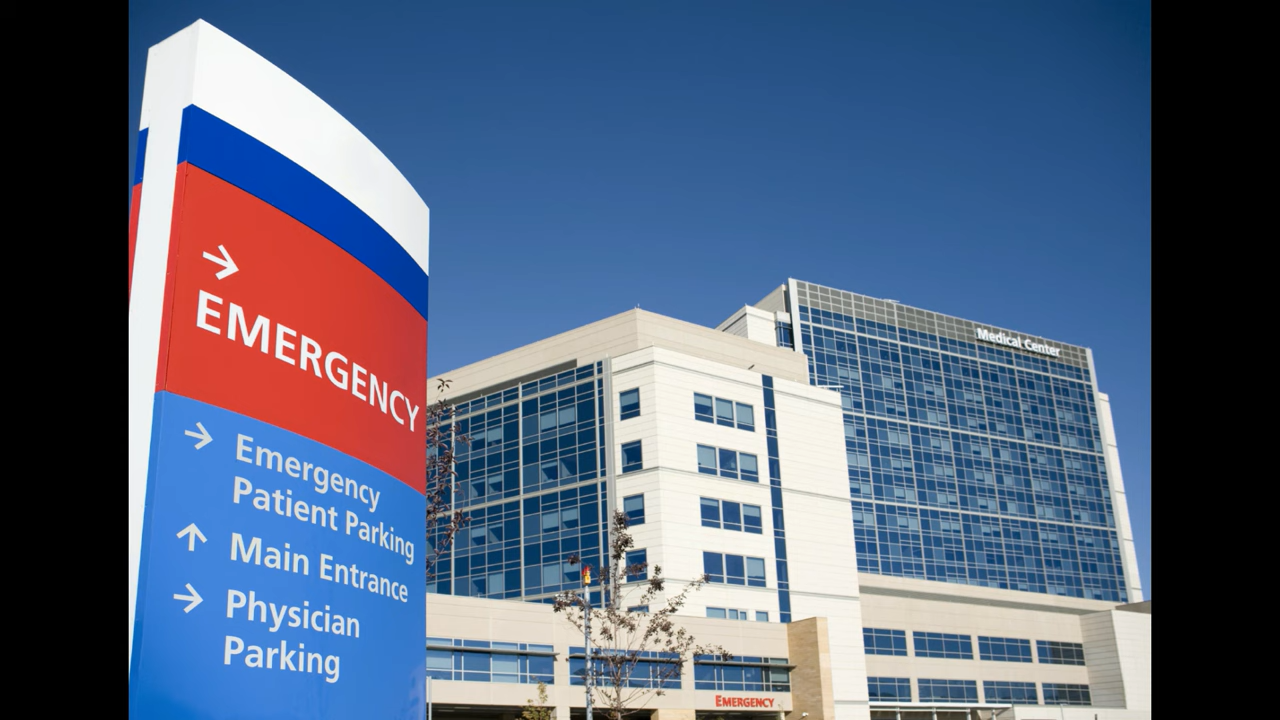 →
EMERGENCY
→ Emergency
Patient Parking
↑ Main Entrance
→ Physician
Parking
Medical Center
EMERGENCY